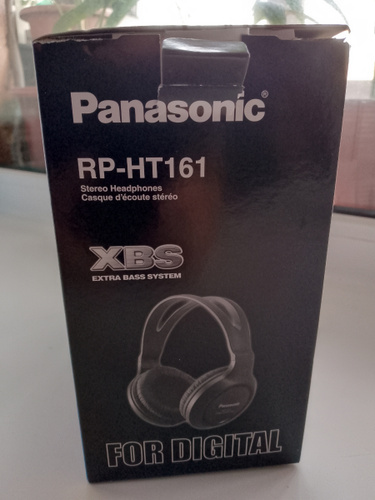 Panasonic®
RP-HT161
Stereo Headphones
Casque d'écoute stéréo
XBS
EXTRA BASS SYSTEM
Panasonic
FOR DIGITAL